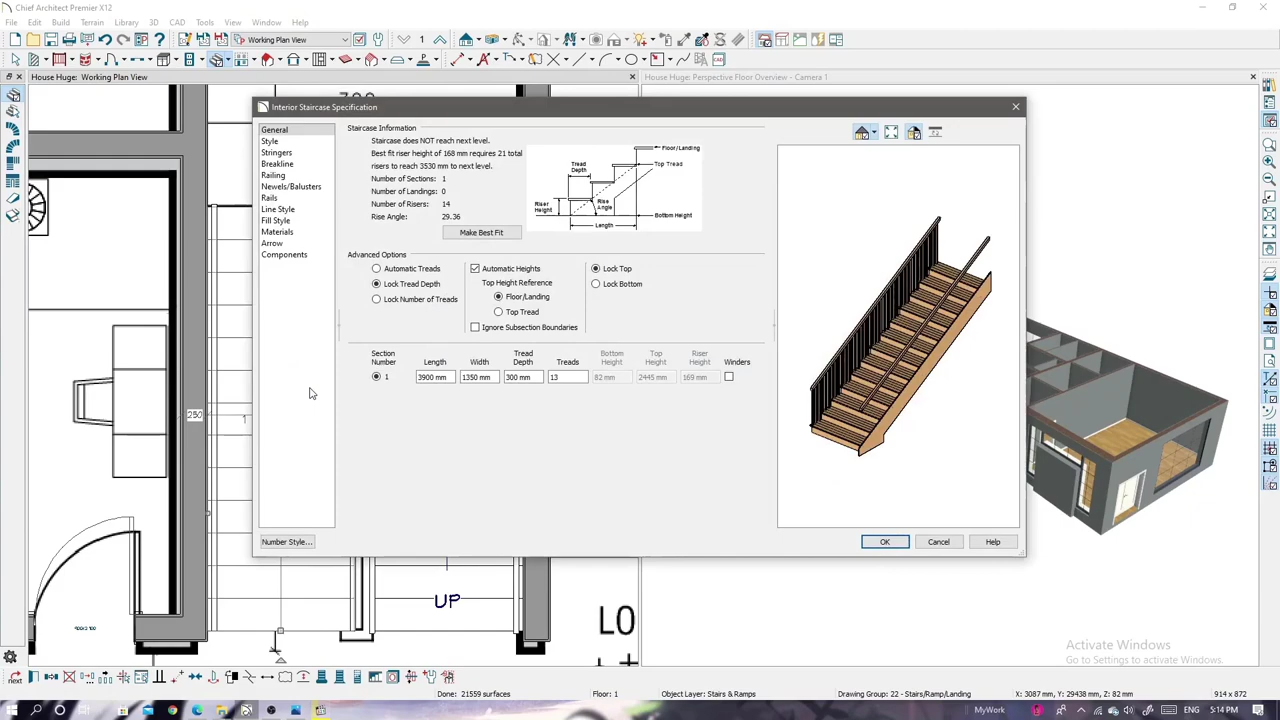 Chief Architect Premier X12
File Edit Build Terrain Library 3D CAD Tools View Window Help
Working Plan View
House Huge: Working Plan View
House Huge: Perspective Floor Overview - Camera 1
Interior Staircase Specification
General
Style
Stringers
Breakline
Railing
Newels/Balusters
Rails
Line Style
Fill Style
Materials
Arrow
Components
Number Style...
Staircase Information
Staircase does NOT reach next level.
Best fit riser height of 168 mm requires 21 total
risers to reach 3530 mm to next level.
Number of Sections: 1
Number of Landings: 0
Number of Risers: 14
Rise Angle: 29.36
Make Best Fit
Floor/Landing
Tread
Depth
Top Tread
Riser
Height
Rise
Angle
Bottom Height
Length
Advanced Options
Automatic Treads
Lock Tread Depth
Lock Number of Treads
Automatic Heights
Top Height Reference
Floor/Landing
Top Tread
Ignore Subsection Boundaries
Lock Top
Lock Bottom
Section Number Length Width Tread Depth Treads Bottom Height Top Height Riser Height Winders
1 3900 mm 1350 mm 300 mm 13 82 mm 2445 mm 169 mm
OK Cancel Help
250
1
UP
LO
Activate Windows
Go to Settings to activate Windows.
Done: 21559 surfaces
Floor: 1
Object Layer: Stairs & Ramps
Drawing Group: 22 - Stairs/Ramp/Landing
X: 3087 mm, Y: 29438 mm, Z: 82 mm
914 x 872
MyWork
5:14 PM